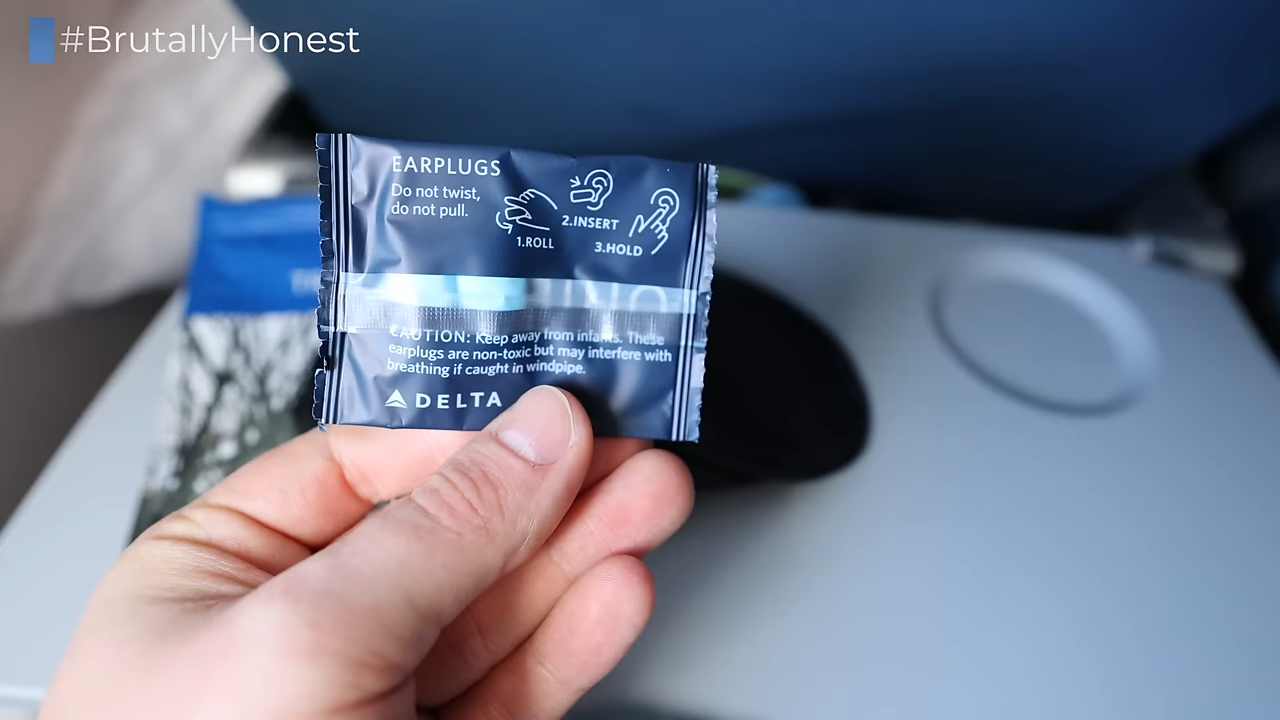 #BrutallyHonest
EARPLUGS
Do not twist,
do not pull.
1.ROLL
2.INSERT
3.HOLD
CAUTION: Keep away from infants. These
earplugs are non-toxic but may interfere with
breathing if caught in windpipe.
DELTA